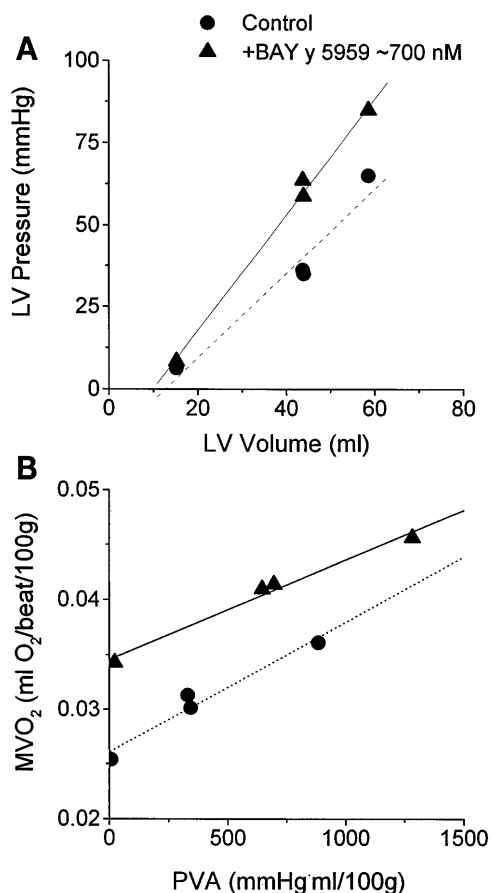 Control
+BAY y 5959 ~700 nM
A
100
75
50
25
0
LV Pressure (mmHg)
0 20 40 60 80
LV Volume (ml)
B
0.05
0.04
0.03
0.02
MVO₂ (ml O₂/beat/100g)
0 500 1000 1500
PVA (mmHg·ml/100g)